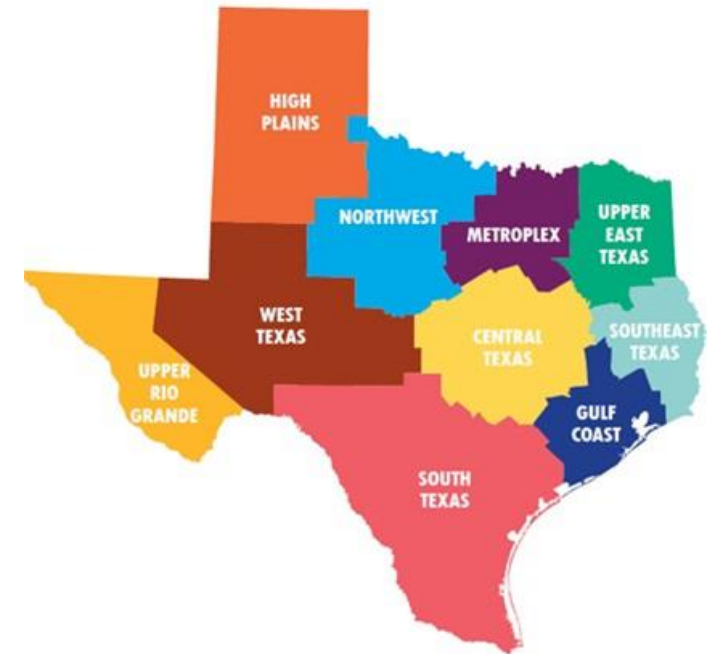 HIGH
PLAINS
NORTHWEST
METROPLEX
UPPER
EAST
TEXAS
WEST
TEXAS
CENTRAL
TEXAS
SOUTHEAST
TEXAS
UPPER
RIO
GRANDE
GULF
COAST
SOUTH
TEXAS